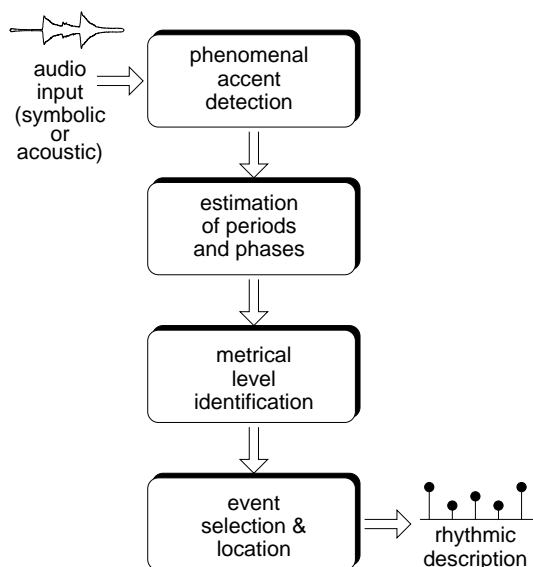 audio
input
(symbolic
or
acoustic)
phenomenal
accent
detection
estimation
of periods
and phases
metrical
level
identification
event
selection &
location
rhythmic
description